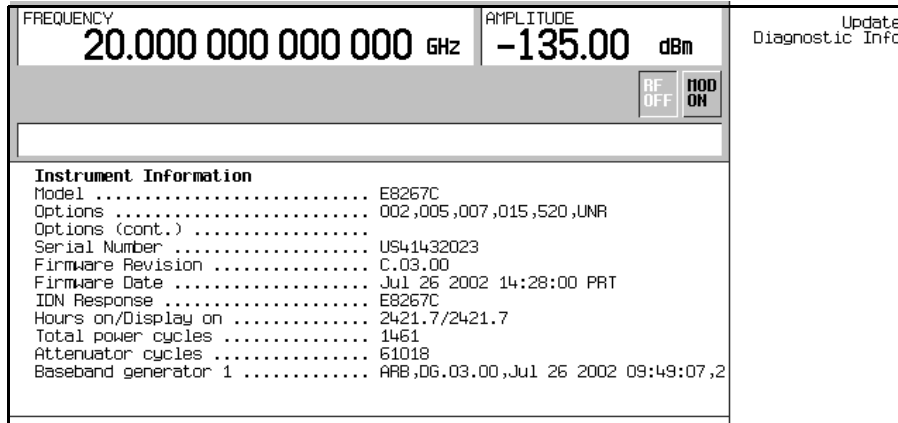 FREQUENCY
20.000 000 000 000 GHz
AMPLITUDE
-135.00 dBm
Update
Diagnostic Info
RF
OFF
MOD
ON
Instrument Information
Model ............................ E8267C
Options .......................... 002,005,007,015,520,UNR
Options (cont.) ..................
Serial Number .................... US41432023
Firmware Revision ................ C.03.00
Firmware Date .................... Jul 26 2002 14:28:00 PRT
IDN Response ..................... E8267C
Hours on/Display on .............. 2421.7/2421.7
Total power cycles ............... 1461
Attenuator cycles ................ 61018
Baseband generator 1 ............. ARB,DG.03.00,Jul 26 2002 09:49:07,2